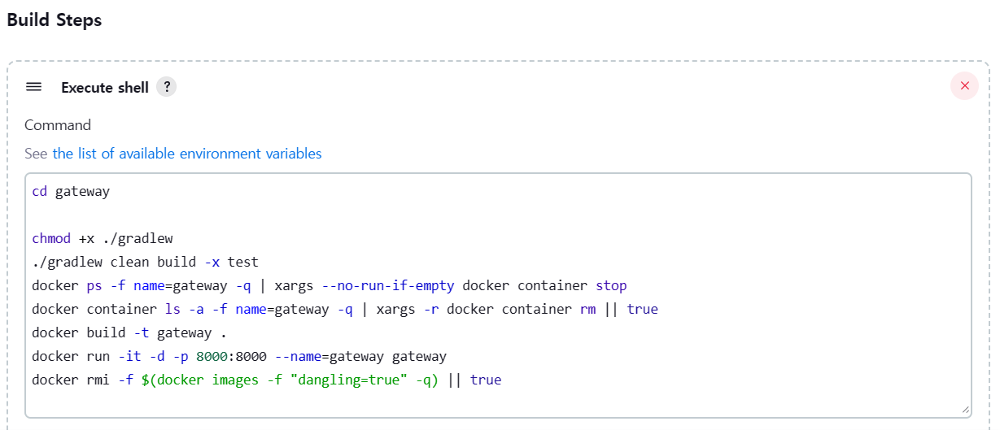 Build Steps
Execute shell ?
Command
See the list of available environment variables
cd gateway
chmod +x ./gradlew
./gradlew clean build -x test
docker ps -f name=gateway -q | xargs --no-run-if-empty docker container stop
docker container ls -a -f name=gateway -q | xargs -r docker container rm || true
docker build -t gateway .
docker run -it -d -p 8000:8000 --name=gateway gateway
docker rmi -f $(docker images -f "dangling=true" -q) || true